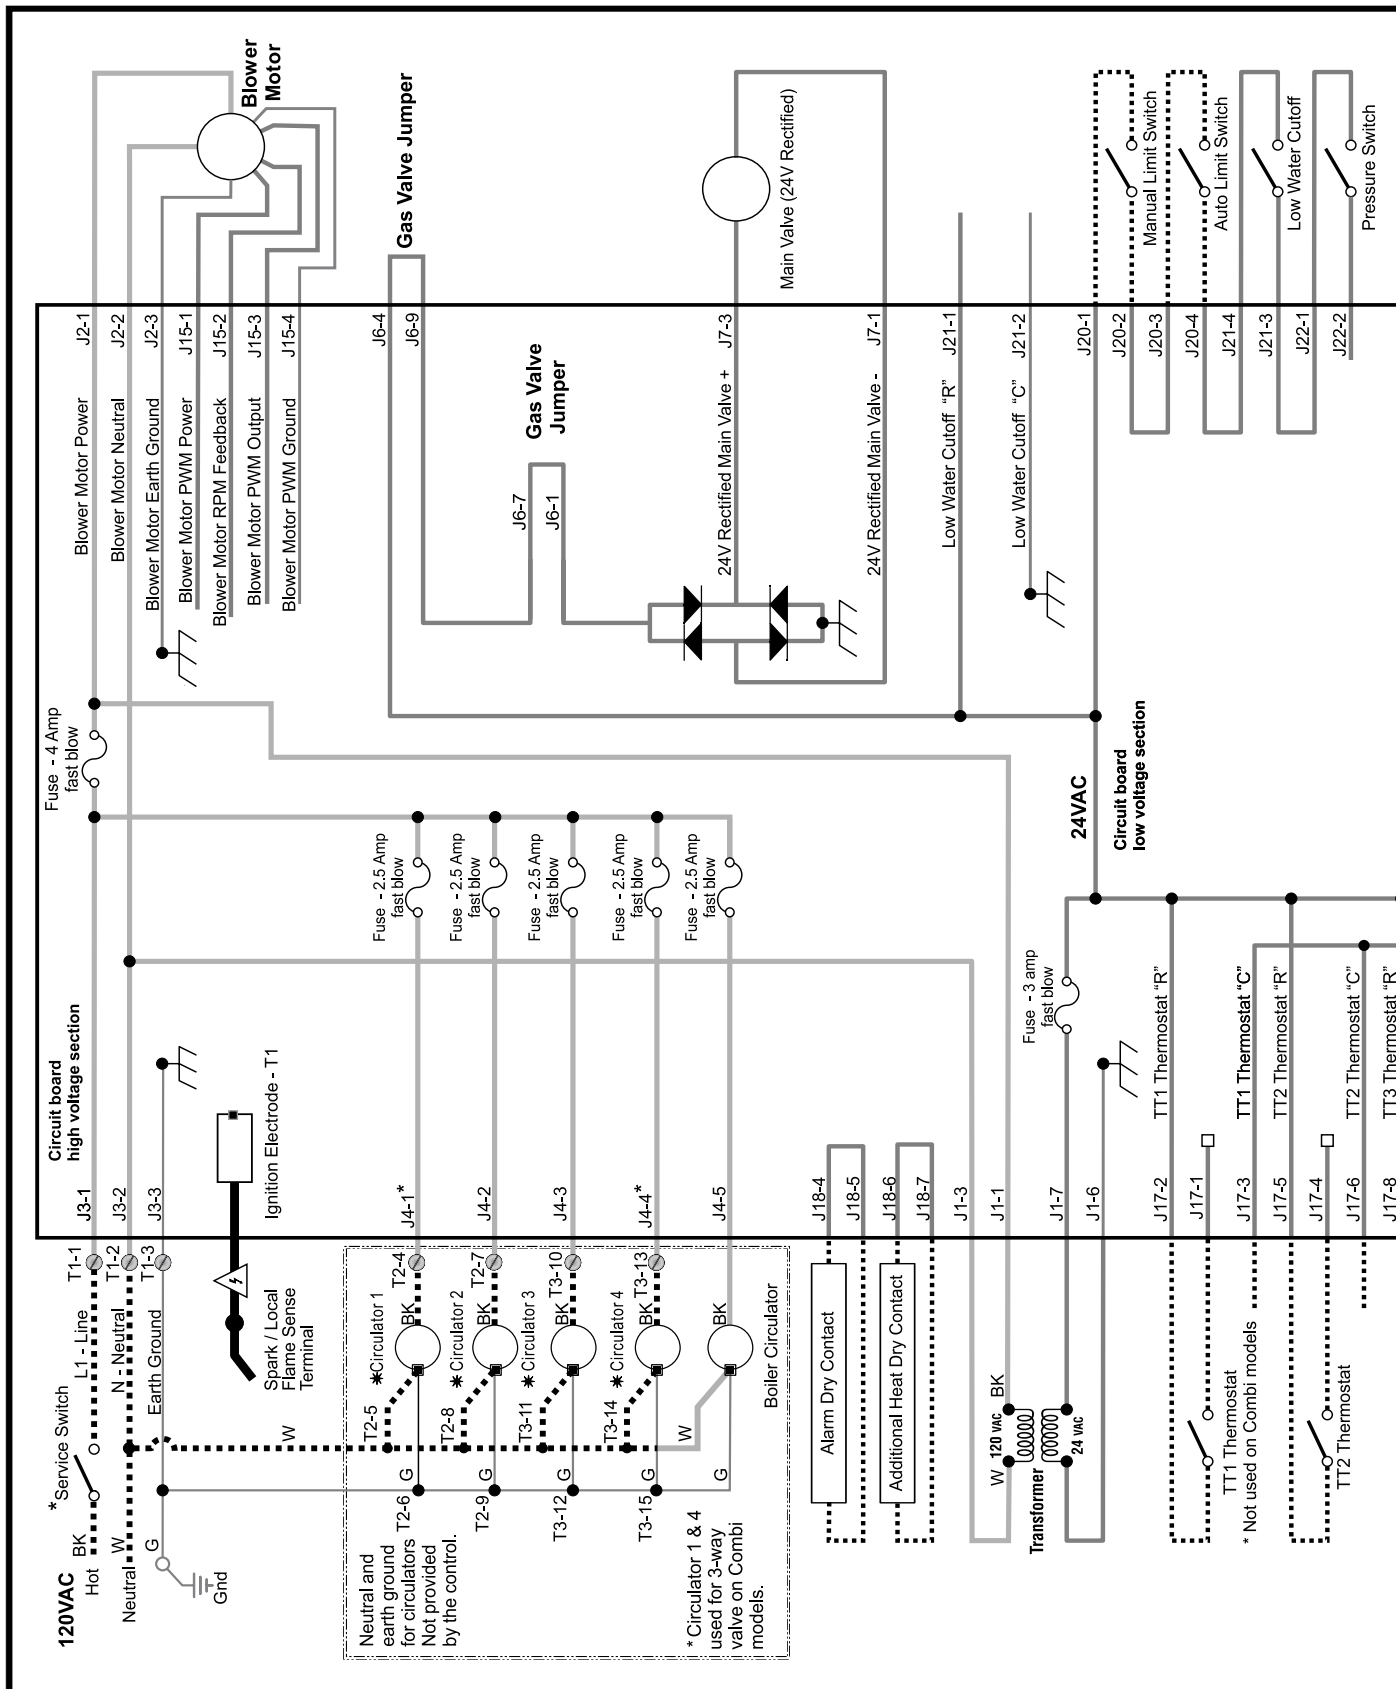 Blower
Motor
Gas Valve Jumper
Main Valve (24V Rectified)
Manual Limit Switch
Auto Limit Switch
Low Water Cutoff
Pressure Switch
J2-1
J2-2
J2-3
J15-1
J15-2
J15-3
J15-4
J6-4
J6-9
J7-3
J7-1
J21-1
J21-2
J20-1
J20-2
J20-3
J20-4
J21-4
J21-3
J22-1
J22-2
Blower Motor Power
Blower Motor Neutral
Blower Motor Earth Ground
Blower Motor PWM Power
Blower Motor RPM Feedback
Blower Motor PWM Output
Blower Motor PWM Ground
Gas Valve
Jumper
J6-7
J6-1
24V Rectified Main Valve +
24V Rectified Main Valve -
Low Water Cutoff “R”
Low Water Cutoff “C”
Fuse - 4 Amp
fast blow
24VAC
Circuit board
low voltage section
Fuse - 2.5 Amp
fast blow
Fuse - 2.5 Amp
fast blow
Fuse - 2.5 Amp
fast blow
Fuse - 2.5 Amp
fast blow
Fuse - 2.5 Amp
fast blow
Fuse - 3 amp
fast blow
Circuit board
high voltage section
Ignition Electrode - T1
TT1 Thermostat “R”
TT1 Thermostat “C”
TT2 Thermostat “R”
TT2 Thermostat “C”
TT3 Thermostat “R”
J3-1
J3-2
J3-3
J4-1*
J4-2
J4-3
J4-4*
J4-5
J18-4
J18-5
J18-6
J18-7
J1-3
J1-1
J1-7
J1-6
J17-2
J17-1
J17-3
J17-5
J17-4
J17-6
J17-8
T1-1
T1-2
T1-3
T2-4
T2-7
T3-10
T3-13
L1 - Line
N - Neutral
Earth Ground
Spark / Local
Flame Sense
Terminal
✷Circulator 1
BK
✷ Circulator 2
BK
✷ Circulator 3
BK
✷ Circulator 4
BK
BK
Boiler Circulator
Alarm Dry Contact
Additional Heat Dry Contact
*Service Switch
T2-5
T2-8
T3-11
T3-14
W
W
G
G
G
G
G
T2-6
T2-9
T3-12
T3-15
BK
120 VAC
W
24 VAC
Transformer
TT1 Thermostat
* Not used on Combi models
TT2 Thermostat
120VAC
Hot
BK
Neutral
W
G
Gnd
Neutral and
earth ground
for circulators
Not provided
by the control.
* Circulator 1 & 4
used for 3-way
valve on Combi
models.